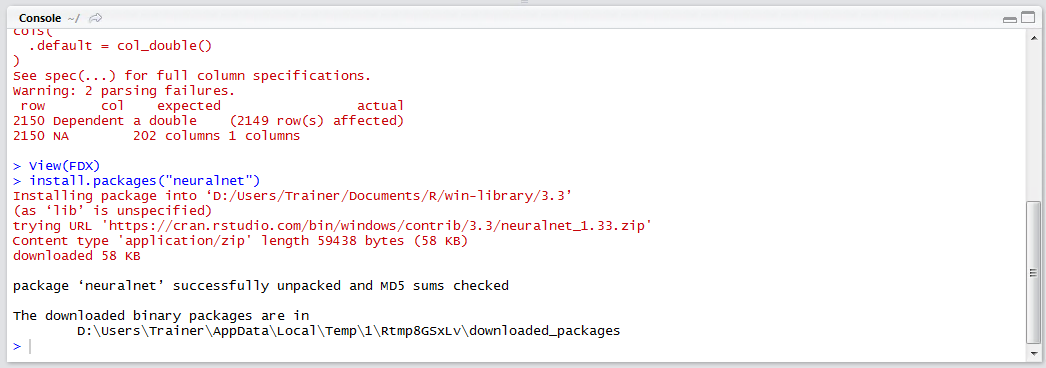 Console ~/
cols(
  .default = col_double()
)
See spec(...) for full column specifications.
Warning: 2 parsing failures.
 row       col    expected                 actual
2150 Dependent a double    (2149 row(s) affected)
2150 NA        202 columns 1 columns
> View(FDX)
> install.packages("neuralnet")
Installing package into ‘D:/Users/Trainer/Documents/R/win-library/3.3’
(as ‘lib’ is unspecified)
trying URL 'https://cran.rstudio.com/bin/windows/contrib/3.3/neuralnet_1.33.zip'
Content type 'application/zip' length 59438 bytes (58 KB)
downloaded 58 KB
package ‘neuralnet’ successfully unpacked and MD5 sums checked
The downloaded binary packages are in
        D:\Users\Trainer\AppData\Local\Temp\1\Rtmp8GSxLv\downloaded_packages
>